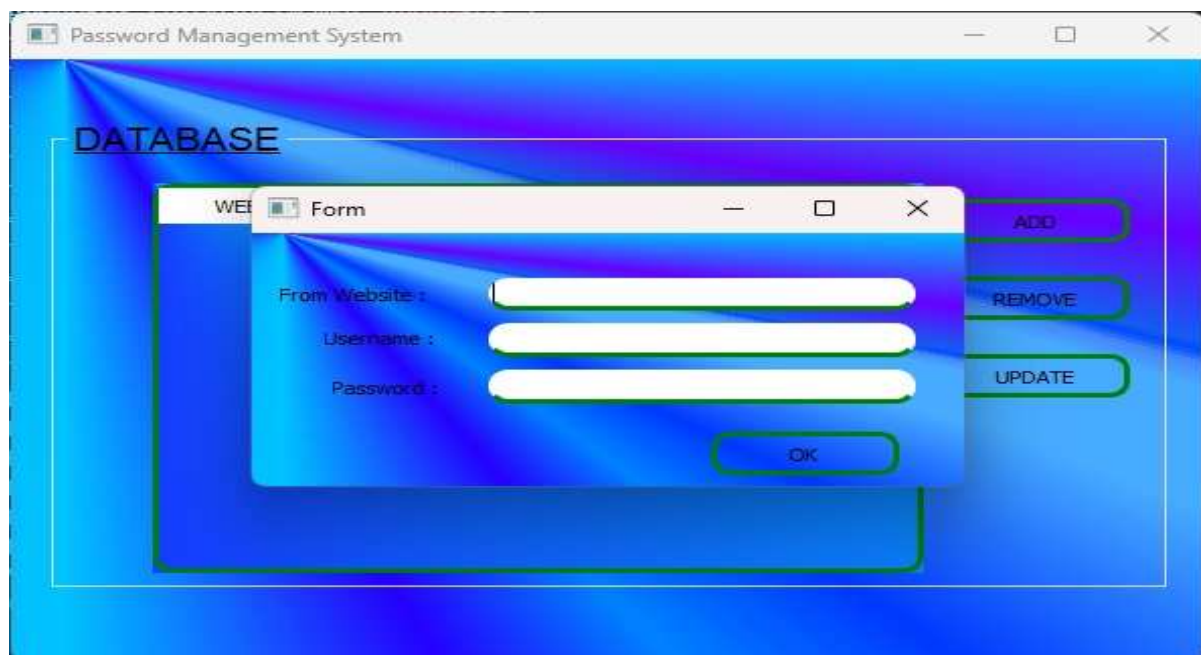 Password Management System
DATABASE
Form
ADD
From Website :
REMOVE
Username :
UPDATE
Password :
OK